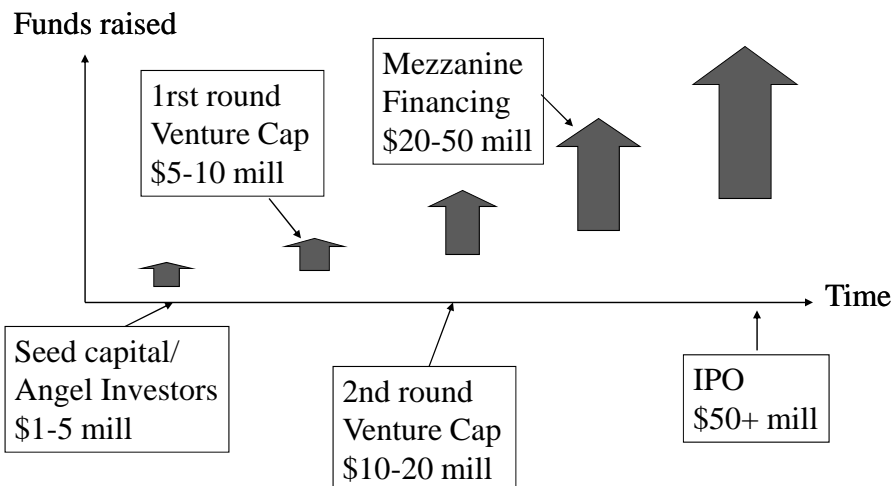 Funds raised
1rst round
Venture Cap
$5-10 mill
Mezzanine
Financing
$20-50 mill
Time
Seed capital/
Angel Investors
$1-5 mill
2nd round
Venture Cap
$10-20 mill
IPO
$50+ mill